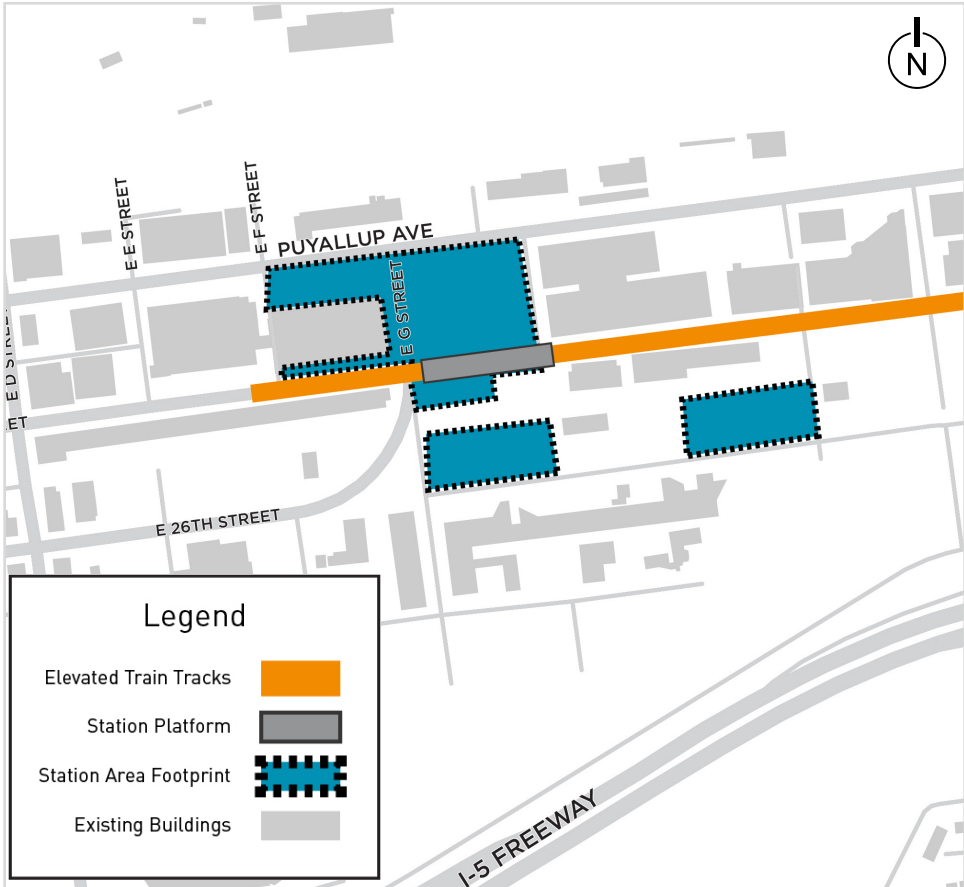 N
E E STREET
E F STREET
PUYALLUP AVE
E G STREET
E D STREET
ET
E 26TH STREET
Legend
Elevated Train Tracks
Station Platform
Station Area Footprint
Existing Buildings
I-5 FREEWAY